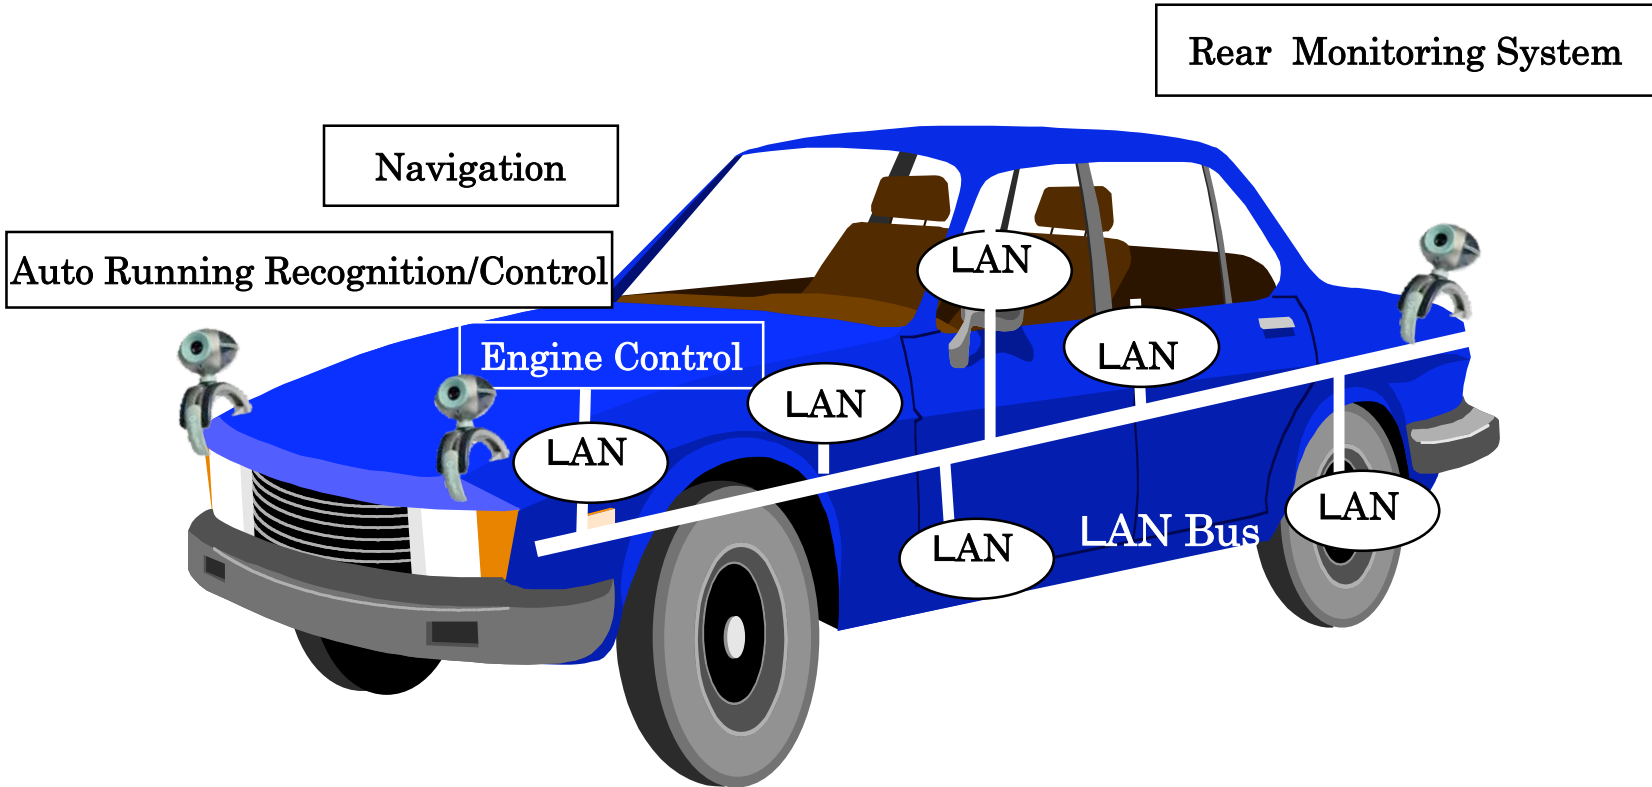 Rear Monitoring System
Navigation
Auto Running Recognition/Control
LAN
Engine Control
LAN
LAN
LAN
LAN
LAN
LAN Bus
LAN